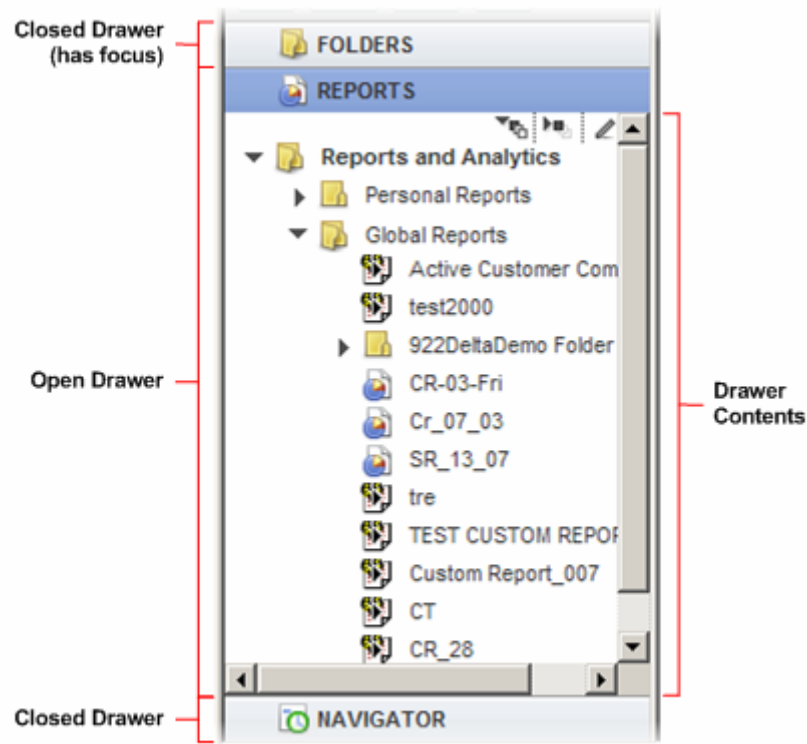 Closed Drawer
(has focus)
FOLDERS
REPORTS
Reports and Analytics
Personal Reports
Global Reports
Active Customer Com
test2000
922DeltaDemo Folder
Open Drawer
CR-03-Fri
Drawer
Contents
Cr_07_03
SR_13_07
tre
TEST CUSTOM REPOR
Custom Report_007
CT
CR_28
Closed Drawer
NAVIGATOR